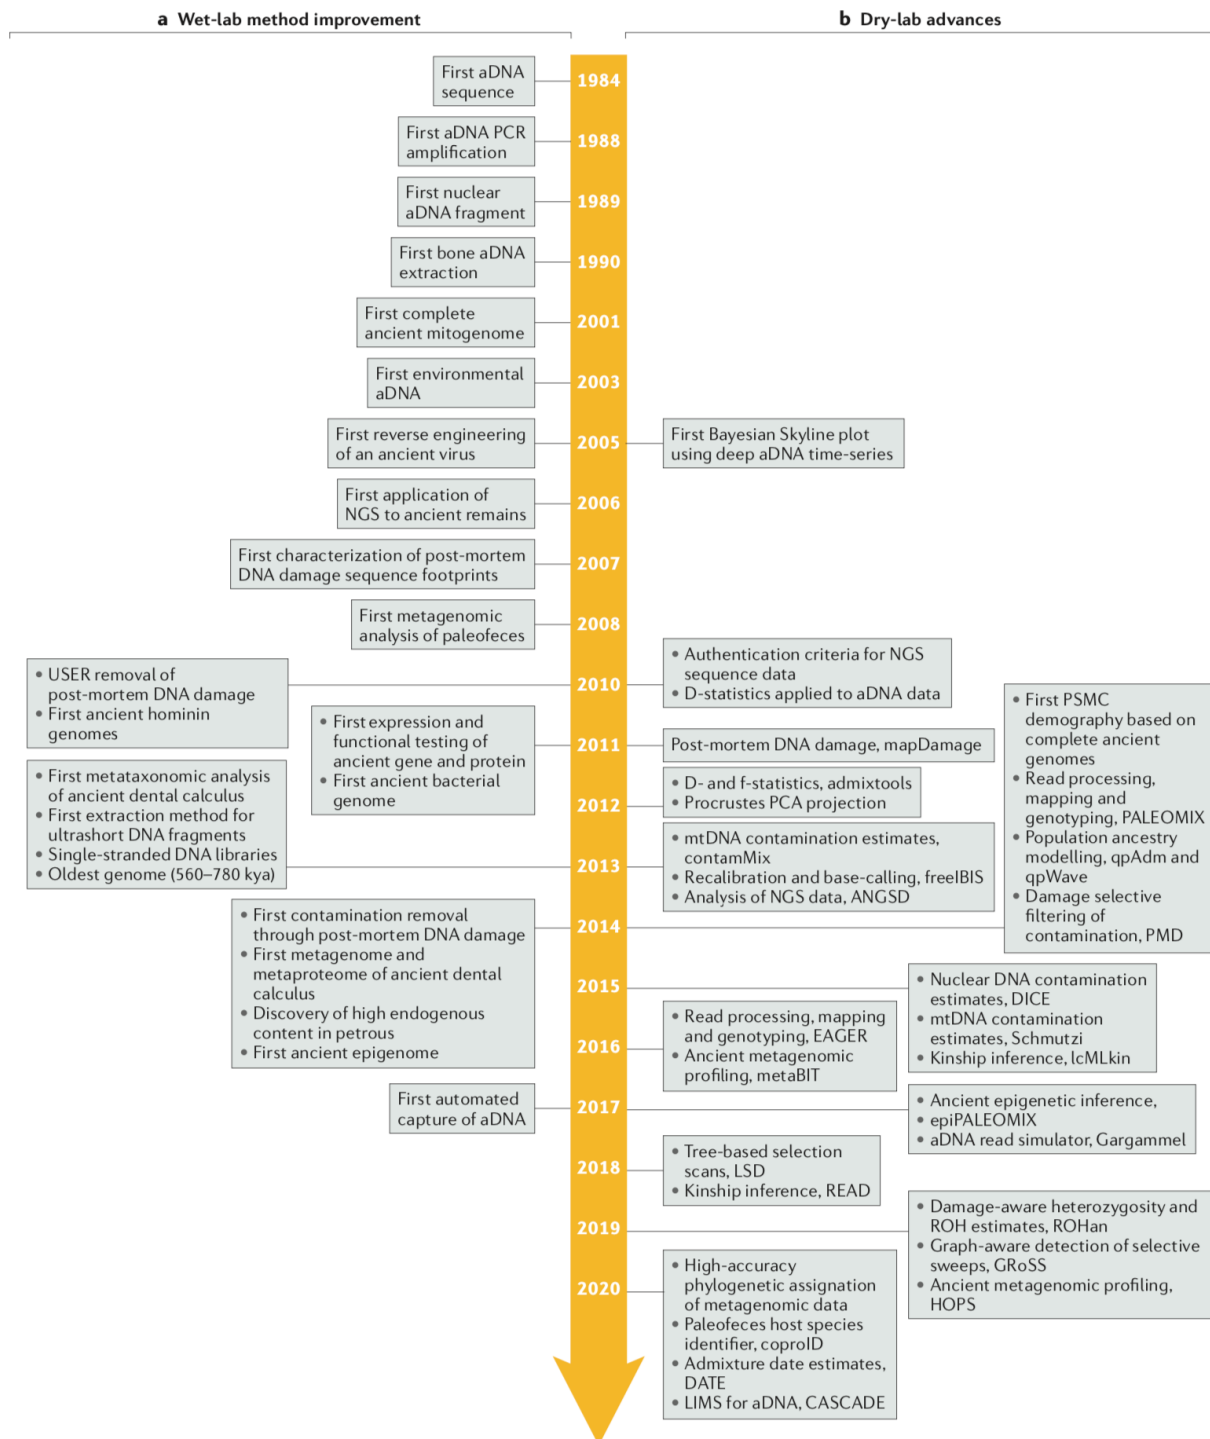 a Wet-lab method improvement
b Dry-lab advances
First aDNA
sequence
1984
First aDNA PCR
amplification
1988
First nuclear
aDNA fragment
1989
First bone aDNA
extraction
1990
First complete
ancient mitogenome
2001
First environmental
aDNA
2003
First reverse engineering
of an ancient virus
2005
First Bayesian Skyline plot
using deep aDNA time-series
First application of
NGS to ancient remains
2006
First characterization of post-mortem
DNA damage sequence footprints
2007
First metagenomic
analysis of paleofeces
2008
• USER removal of
post-mortem DNA damage
• First ancient hominin
genomes
2010
• Authentication criteria for NGS
sequence data
• D-statistics applied to aDNA data
• First expression and
functional testing of
ancient gene and protein
• First ancient bacterial
genome
2011
Post-mortem DNA damage, mapDamage
2012
• D- and f-statistics, admixtools
• Procrustes PCA projection
• First metataxonomic analysis
of ancient dental calculus
• First extraction method for
ultrashort DNA fragments
• Single-stranded DNA libraries
• Oldest genome (560–780 kya)
2013
• mtDNA contamination estimates,
contamMix
• Recalibration and base-calling, freeIBIS
• Analysis of NGS data, ANGSD
• First contamination removal
through post-mortem DNA damage
• First metagenome and
metaproteome of ancient dental
calculus
• Discovery of high endogenous
content in petrous
• First ancient epigenome
2014
• First PSMC
demography based on
complete ancient
genomes
• Read processing,
mapping and
genotyping, PALEOMIX
• Population ancestry
modelling, qpAdm and
qpWave
• Damage selective
filtering of
contamination, PMD
2015
• Nuclear DNA contamination
estimates, DICE
• mtDNA contamination
estimates, Schmutzi
• Kinship inference, lcMLkin
2016
• Read processing, mapping
and genotyping, EAGER
• Ancient metagenomic
profiling, metaBIT
First automated
capture of aDNA
2017
• Ancient epigenetic inference,
• epiPALEOMIX
• aDNA read simulator, Gargammel
2018
• Tree-based selection
scans, LSD
• Kinship inference, READ
2019
• Damage-aware heterozygosity and
ROH estimates, ROHan
• Graph-aware detection of selective
sweeps, GRoSS
• Ancient metagenomic profiling,
HOPS
2020
• High-accuracy
phylogenetic assignation
of metagenomic data
• Paleofeces host species
identifier, coproID
• Admixture date estimates,
DATE
• LIMS for aDNA, CASCADE